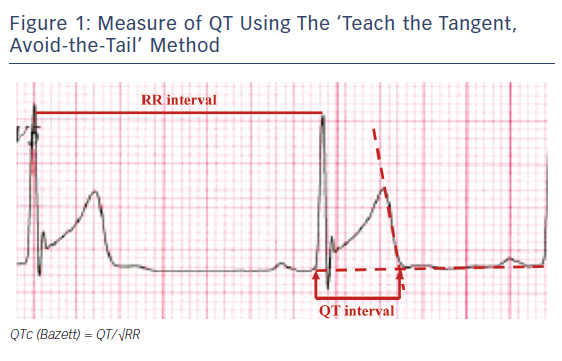 Figure 1: Measure of QT Using The ‘Teach the Tangent,
Avoid-the-Tail’ Method
RR interval
QT interval
QTc (Bazett) = QT/√RR